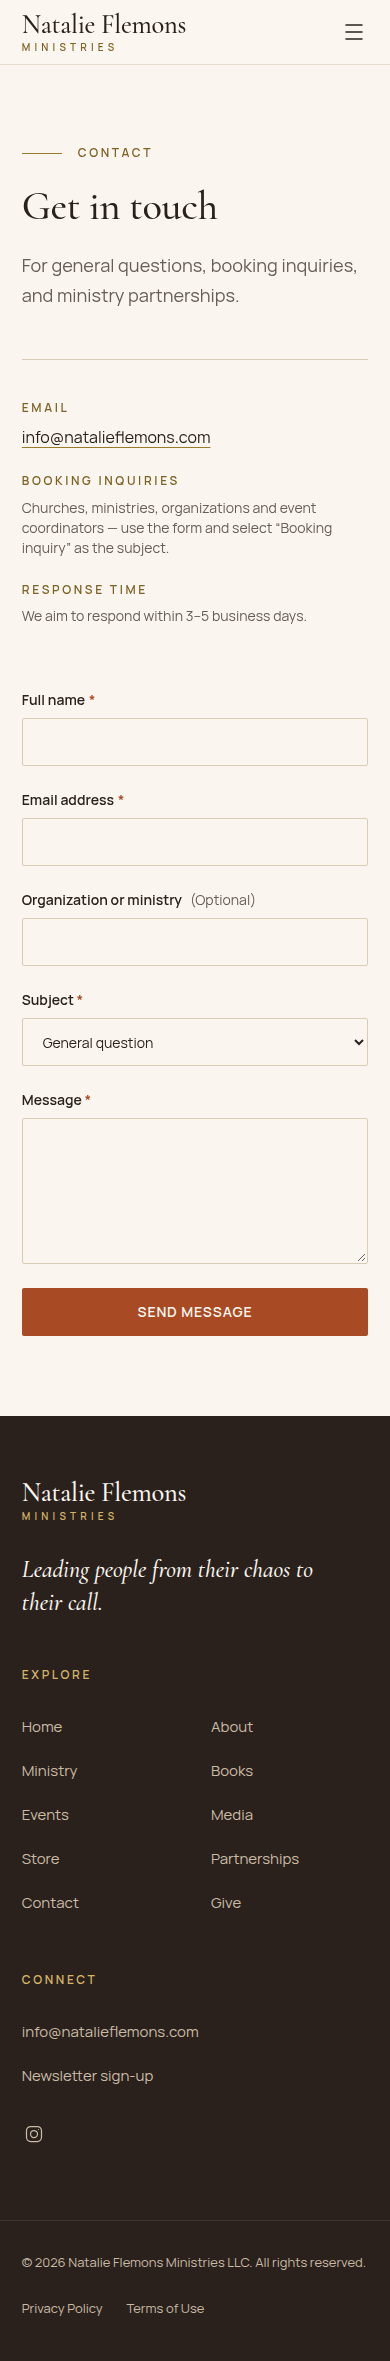 Natalie Flemons
MINISTRIES
CONTACT
Get in touch
For general questions, booking inquiries,
and ministry partnerships.
EMAIL
info@natalieflemons.com
BOOKING INQUIRIES
Churches, ministries, organizations and event
coordinators — use the form and select “Booking
inquiry” as the subject.
RESPONSE TIME
We aim to respond within 3–5 business days.
Full name *
Email address *
Organization or ministry (Optional)
Subject *
General question
Message *
SEND MESSAGE
Natalie Flemons
MINISTRIES
Leading people from their chaos to
their call.
EXPLORE
Home About
Ministry Books
Events Media
Store Partnerships
Contact Give
CONNECT
info@natalieflemons.com
Newsletter sign-up
© 2026 Natalie Flemons Ministries LLC. All rights reserved.
Privacy Policy Terms of Use